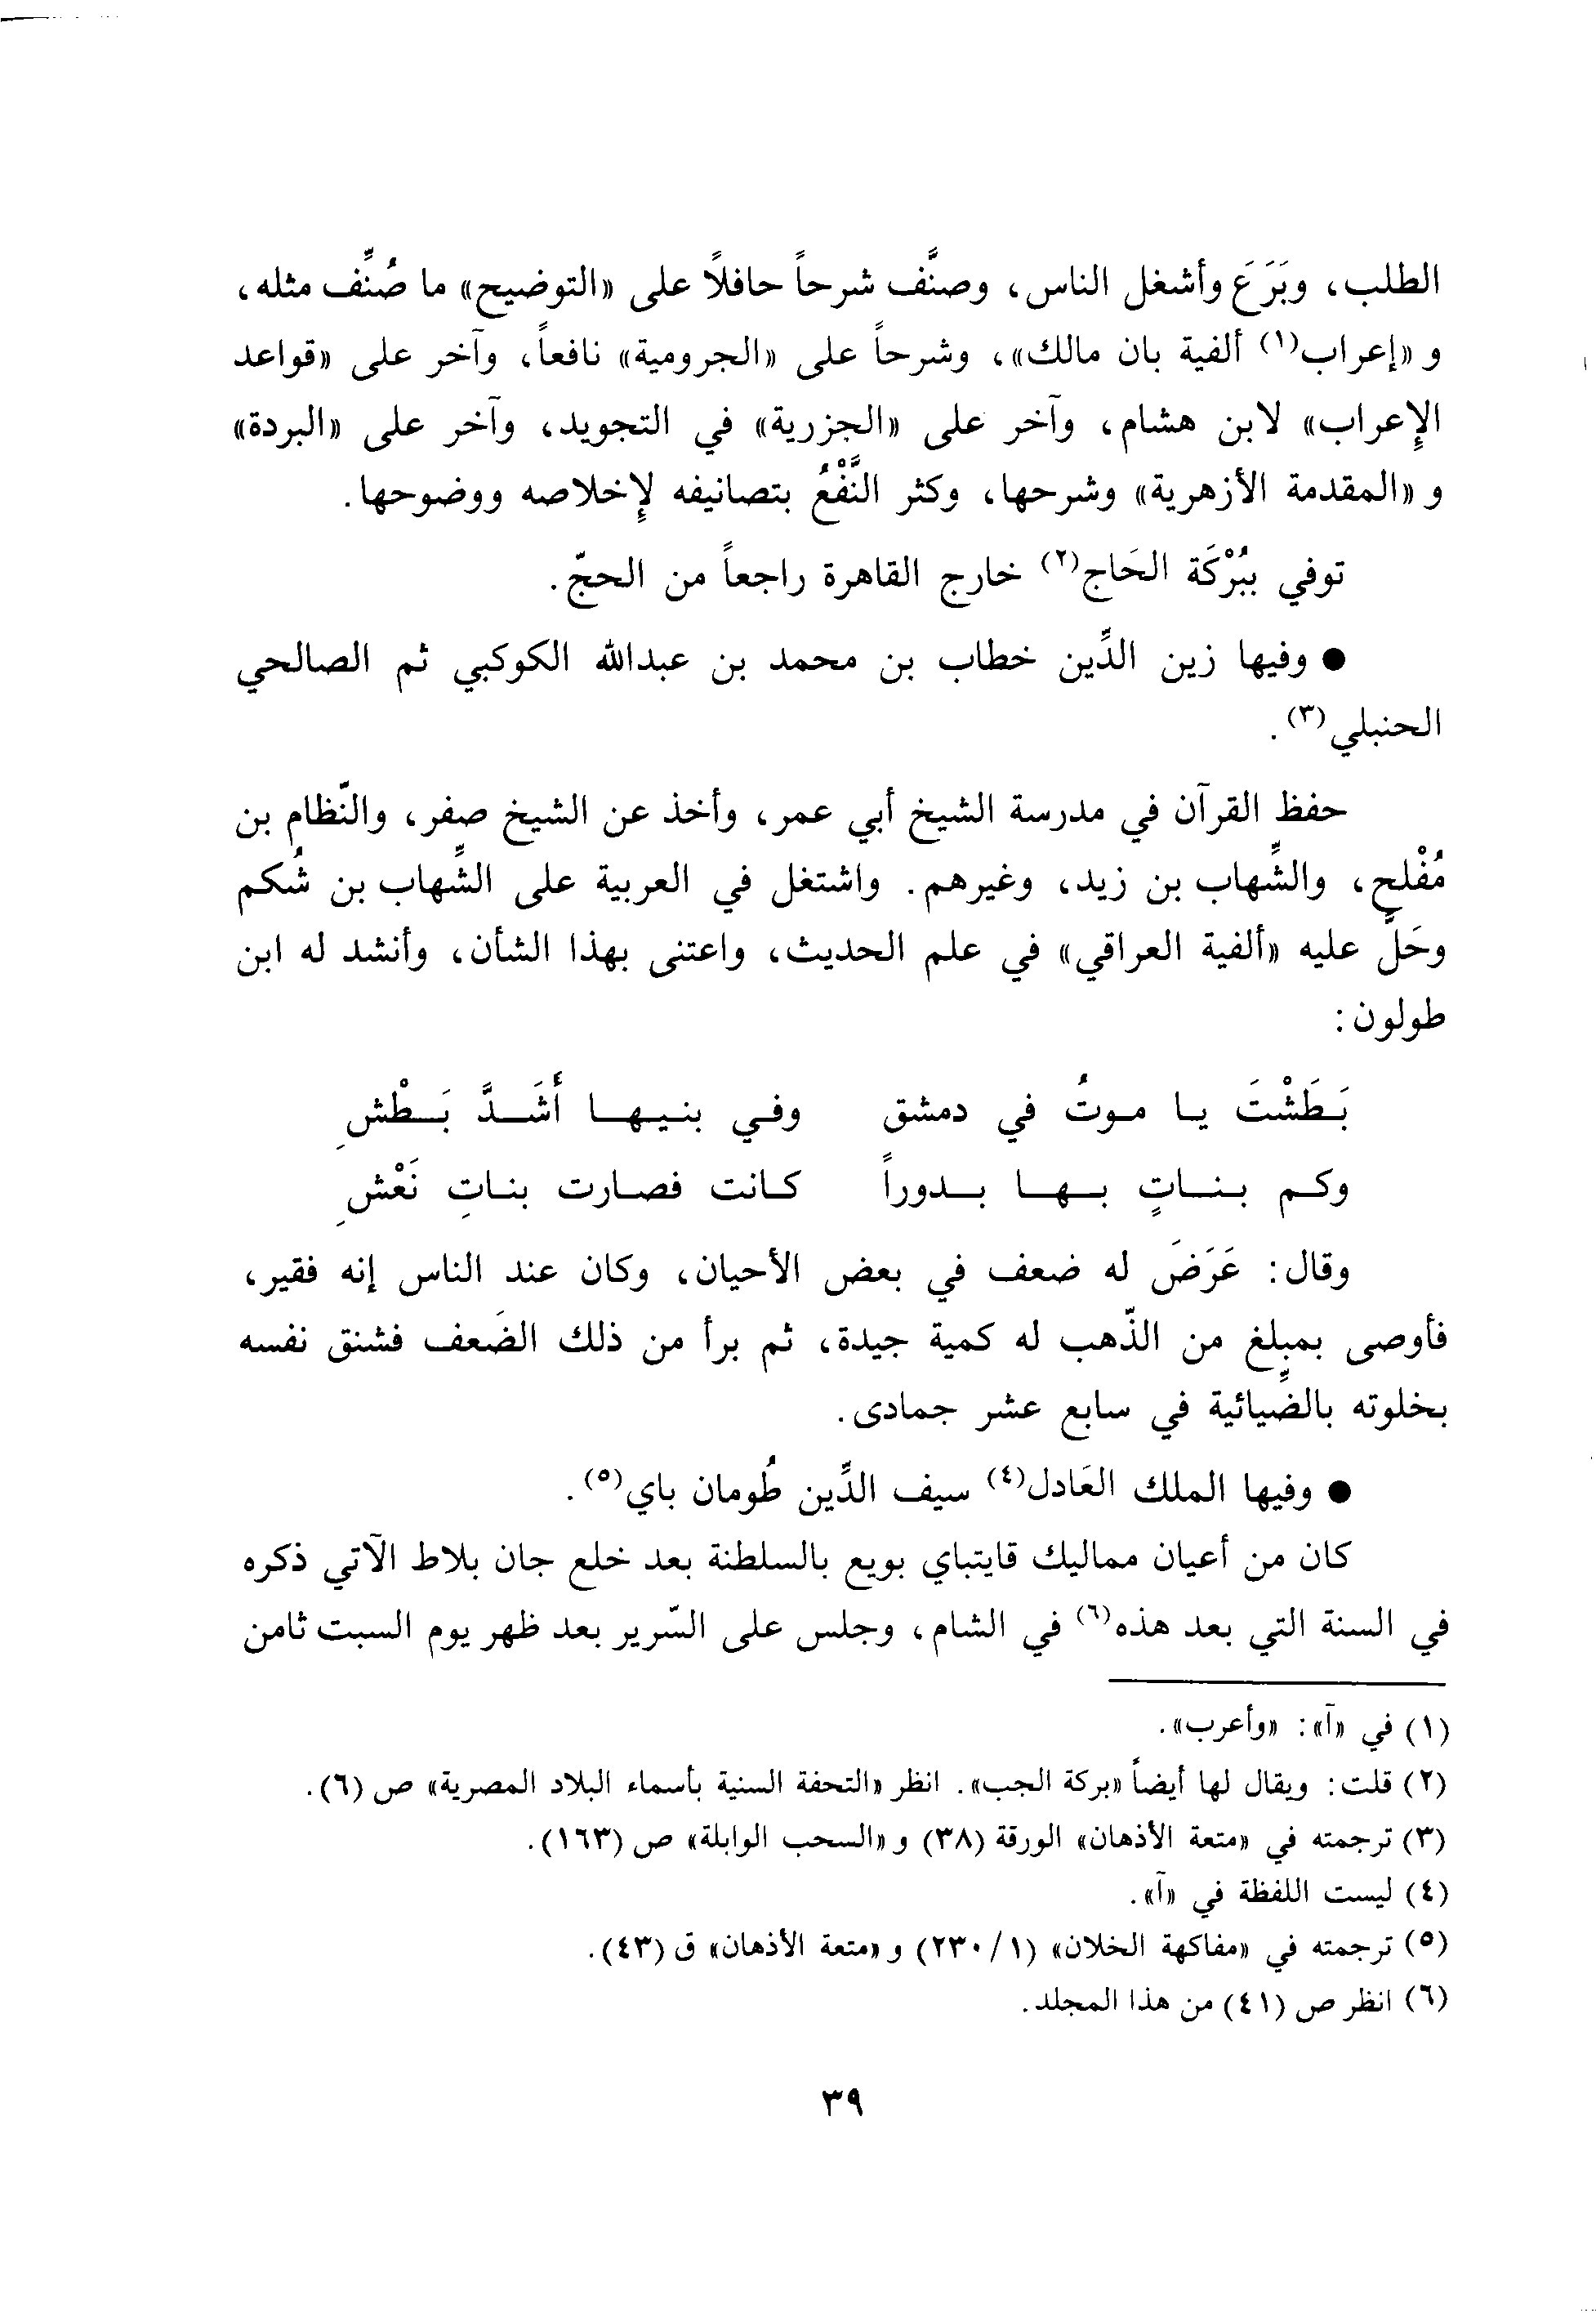 الطلب، وبَرَعَ وأشغل الناس، وصنَّف شرحاً حافلاً على «التوضيح» ما صُنِّف مثله،
و «إعراب(١) ألفية بان مالك»، وشرحاً على «الجرومية» نافعاً، وآخر على «قواعد
الإعراب» لابن هشام، وآخر على «الجزرية» في التجويد، وآخر على «البردة»
و «المقدمة الأزهرية» وشرحها، وكثر النَّفْعُ بتصانيفه لإخلاصه ووضوحها.
توفي ببُرْكَة الحَاج(٢) خارج القاهرة راجعاً من الحجّ.
● وفيها زين الدِّين خطاب بن محمد بن عبدالله الكوكبي ثم الصالحي
الحنبلي(٣).
حفظ القرآن في مدرسة الشيخ أبي عمر، وأخذ عن الشيخ صفر، والنّظام بن
مُفْلح، والشِّهاب بن زيد، وغيرهم. واشتغل في العربية على الشِّهاب بن شُكم
وحَلَّ عليه «ألفية العراقي» في علم الحديث، واعتنى بهذا الشأن، وأنشد له ابن
طولون:
بَطَشْتَ يا موتُ في دمشق وفي بنيها أَشَدَّ بَطْشِ
وكم بناتٍ بها بدوراً كانت فصارت بناتِ نَعْشِ
وقال: عَرَضَ له ضعف في بعض الأحيان، وكان عند الناس إنه فقير،
فأوصى بمبلغ من الذّهب له كمية جيدة، ثم برأ من ذلك الضَعف فشنق نفسه
بخلوته بالضِّيائية في سابع عشر جمادى.
● وفيها الملك العَادل(٤) سيف الدِّين طُومان باي(٥).
كان من أعيان مماليك قايتباي بويع بالسلطنة بعد خلع جان بلاط الآتي ذكره
في السنة التي بعد هذه(٦) في الشام، وجلس على السّرير بعد ظهر يوم السبت ثامن
(١) في «آ»: «وأعرب».
(٢) قلت: ويقال لها أيضاً «بركة الجب». انظر «التحفة السنية بأسماء البلاد المصرية» ص (٦).
(٣) ترجمته في «متعة الأذهان» الورقة (٣٨) و «السحب الوابلة» ص (١٦٣).
(٤) ليست اللفظة في «آ».
(٥) ترجمته في «مفاكهة الخلان» (١/ ٢٣٠) و «متعة الأذهان» ق (٤٣).
(٦) انظر ص (٤١) من هذا المجلد.
٣٩